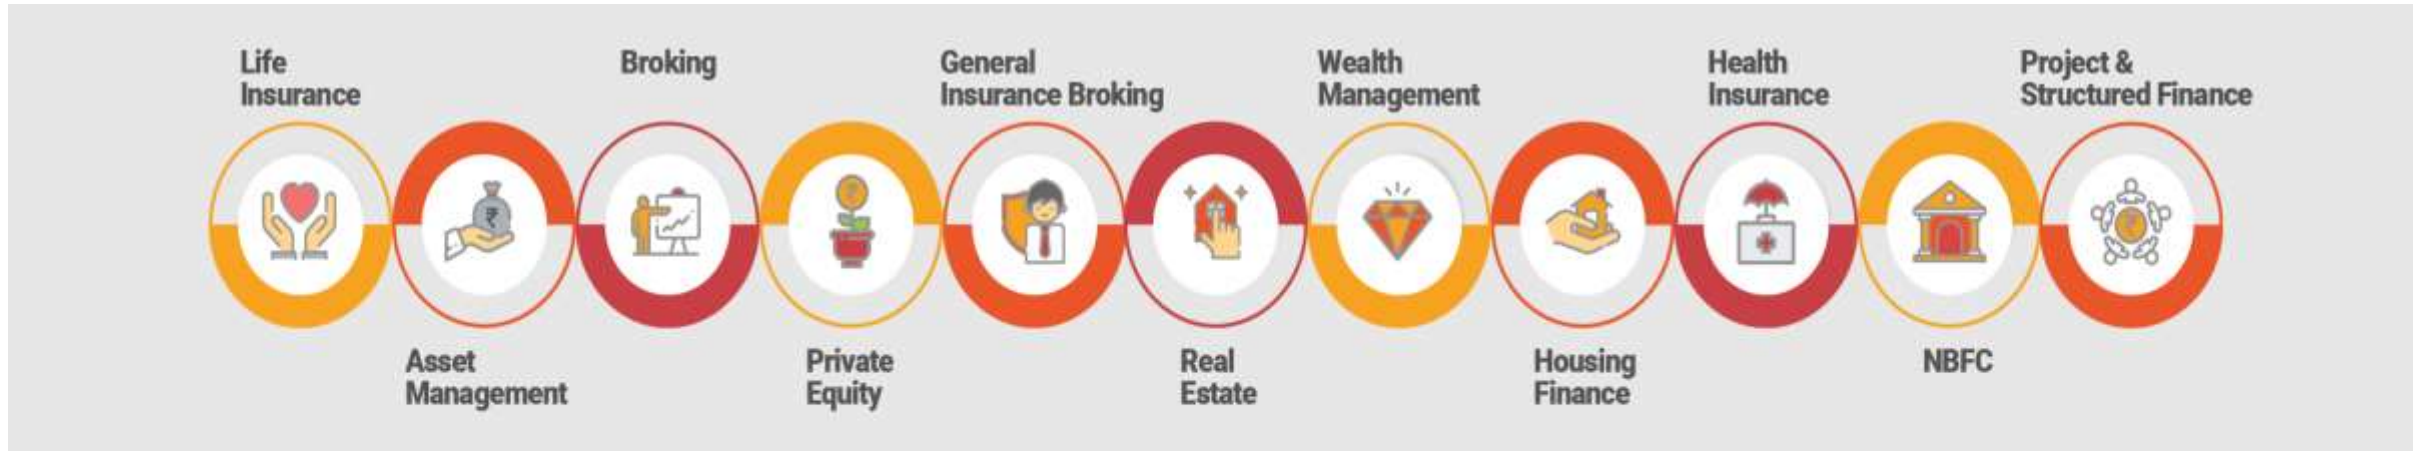 Life
Insurance
Asset
Management
Broking
Private
Equity
General
Insurance Broking
Real
Estate
Wealth
Management
Housing
Finance
Health
Insurance
NBFC
Project &
Structured Finance